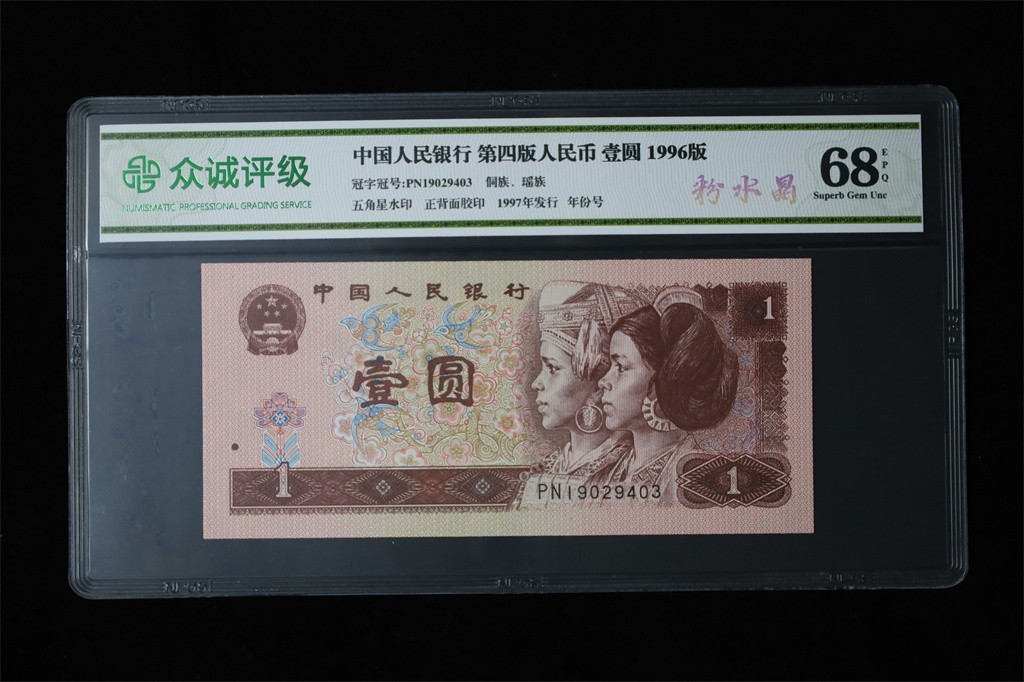 中国人民银行 第四版人民币 壹圆 1996版
众诚评级
NUMISMATIC PROFESSIONAL GRADING SERVICE
冠字冠号:PN19029403 侗族、瑶族
五角星水印 正背面胶印 1997年发行 年份号
粉水晶
68 EPQ
Superb Gem Unc
中国人民银行
1
壹圆
1
PN19029403
1